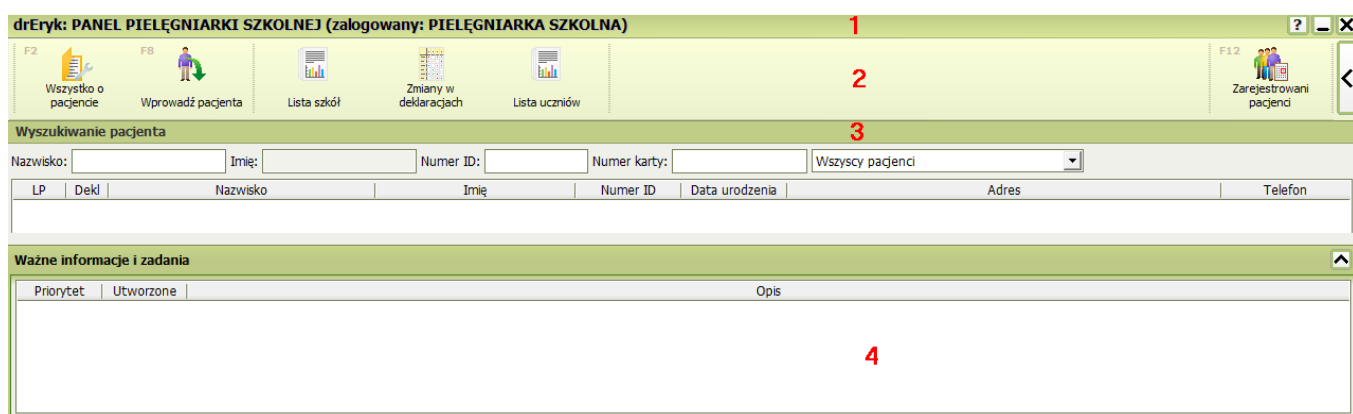 drEryk: PANEL PIELĘGNIARKI SZKOLNEJ (zalogowany: PIELĘGNIARKA SZKOLNA) 1 ?
F2 F8 F12
Wszystko o pacjencie Wprowadź pacjenta Lista szkół Zmiany w deklaracjach Lista uczniów 2 Zarejestrowani pacjenci
Wyszukiwanie pacjenta 3
Nazwisko: Imię: Numer ID: Numer karty: Wszyscy pacjenci
LP Dekl Nazwisko Imię Numer ID Data urodzenia Adres Telefon
Ważne informacje i zadania
Priorytet Utworzone Opis
4